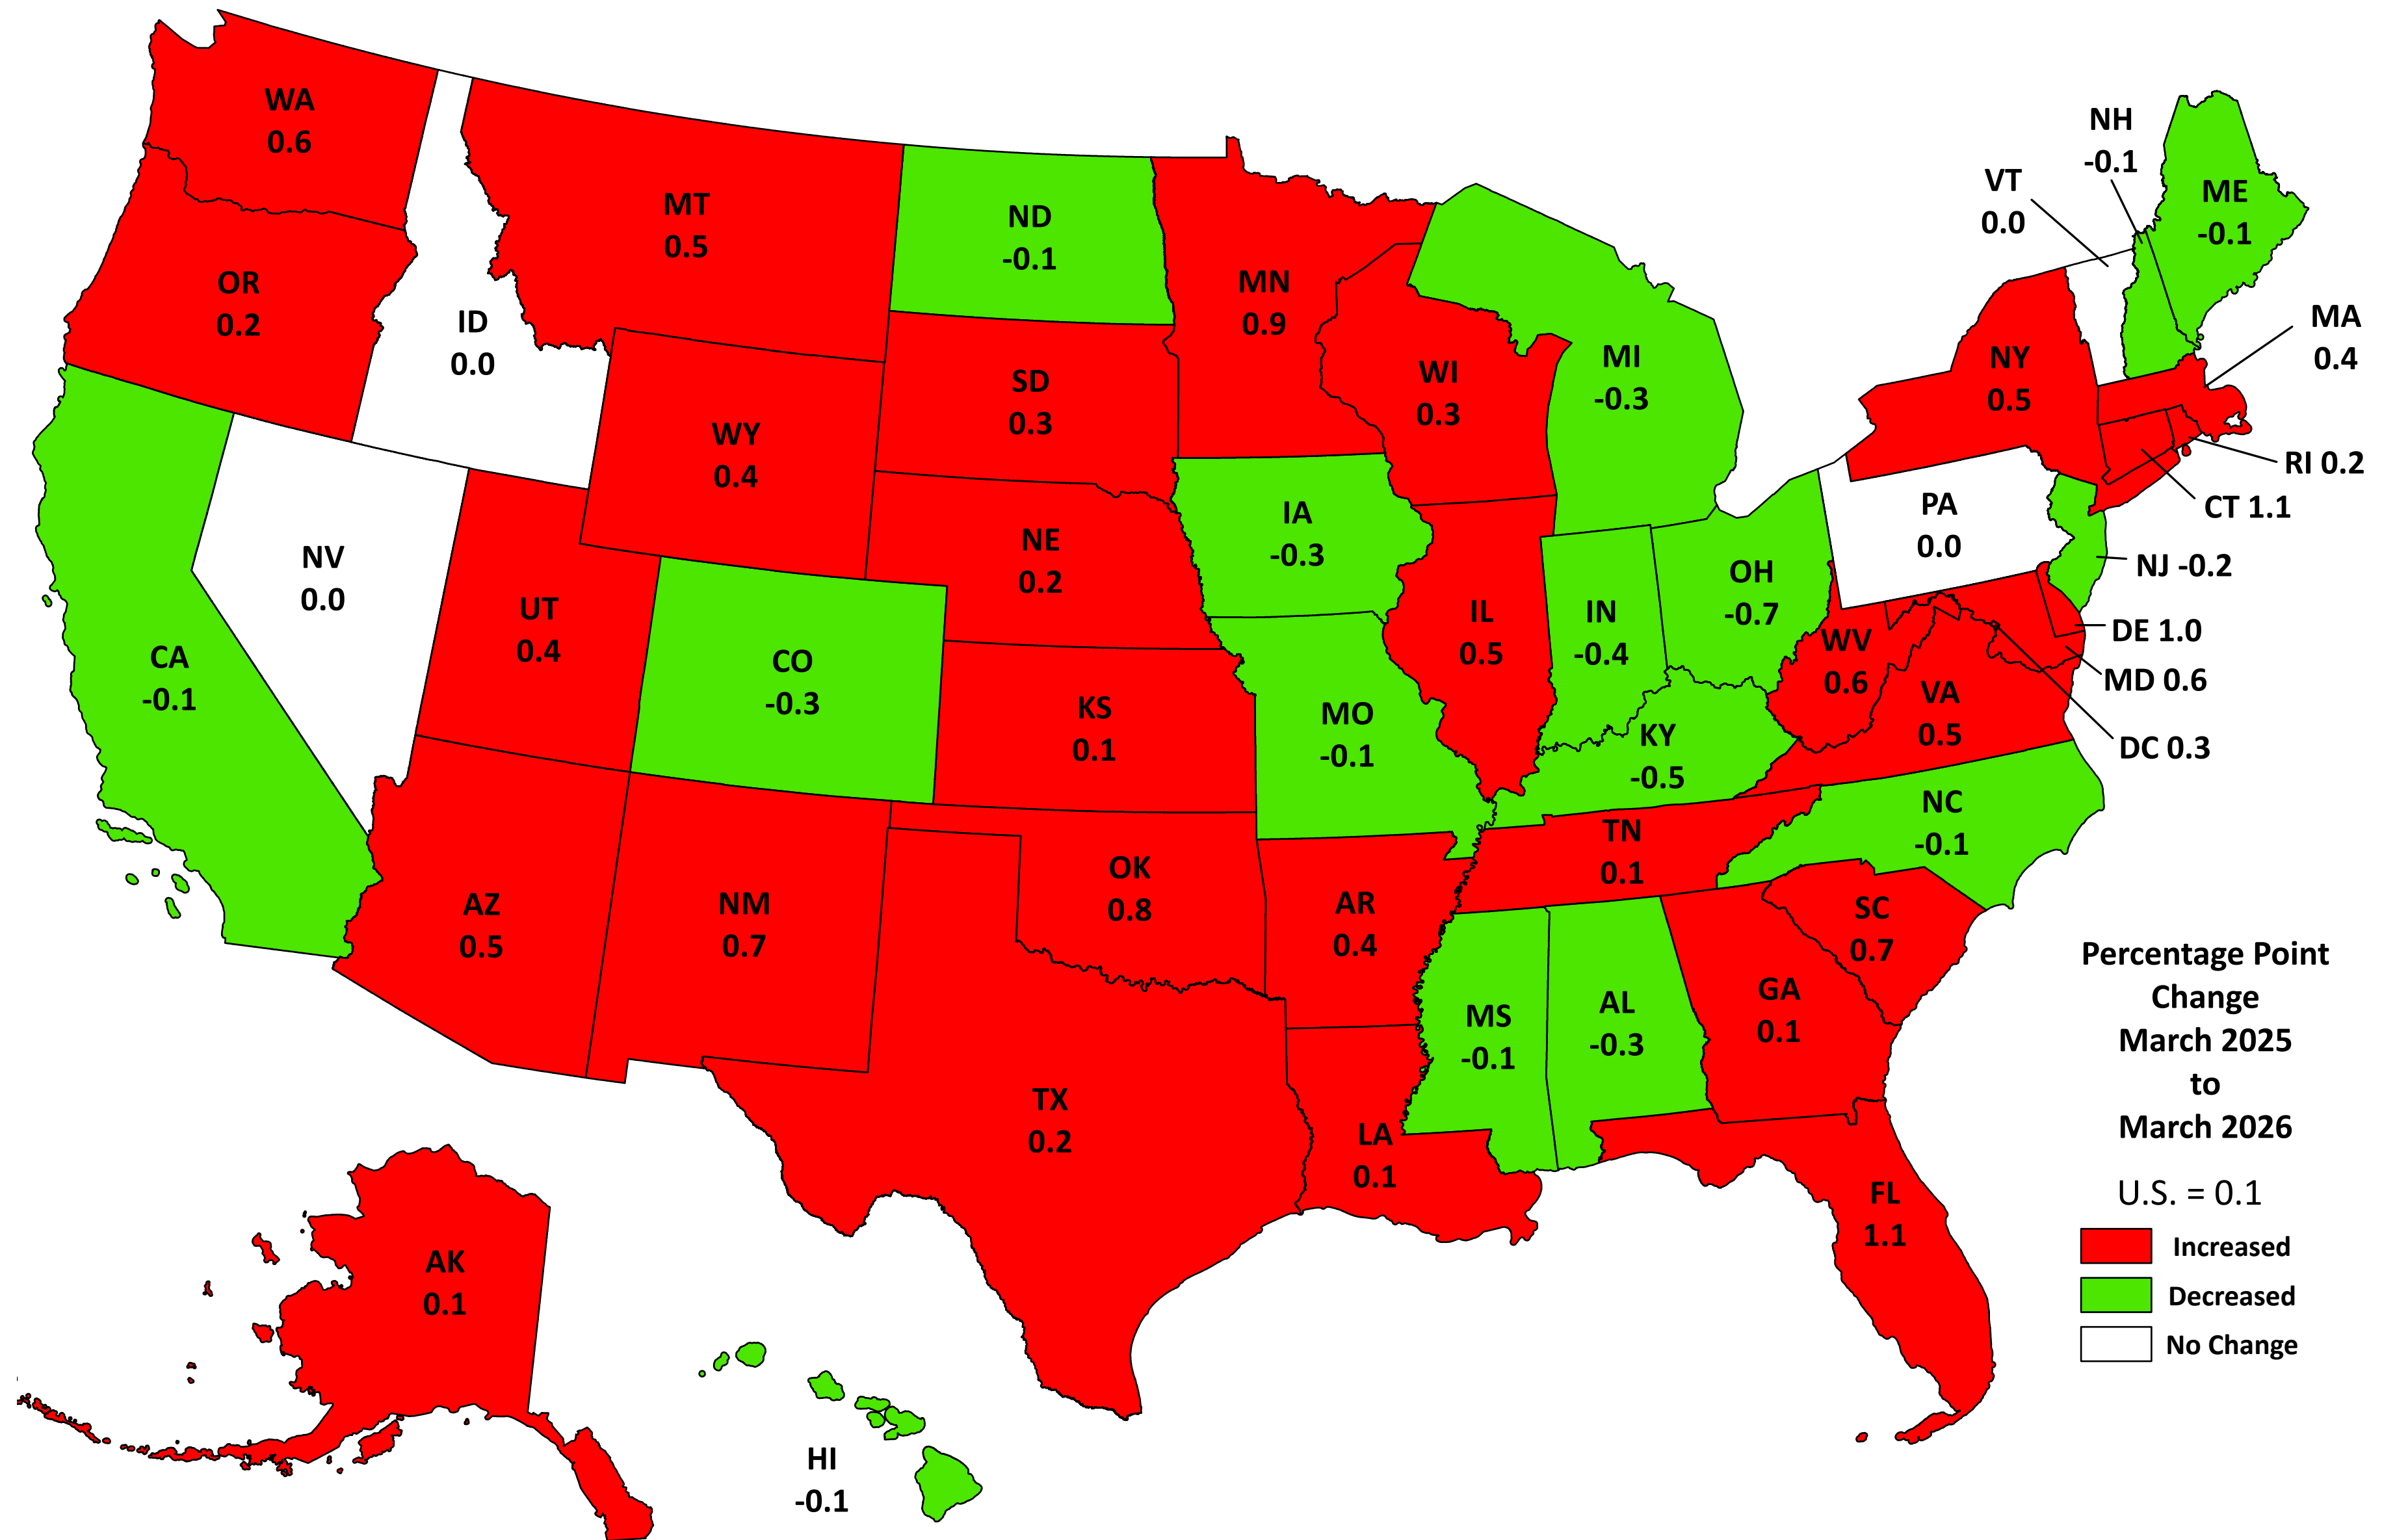 WA
0.6
OR
0.2
CA
-0.1
ID
0.0
NV
0.0
MT
0.5
WY
0.4
UT
0.4
CO
-0.3
AZ
0.5
NM
0.7
ND
-0.1
SD
0.3
NE
0.2
KS
0.1
OK
0.8
TX
0.2
MN
0.9
IA
-0.3
MO
-0.1
AR
0.4
LA
0.1
WI
0.3
IL
0.5
MI
-0.3
IN
-0.4
OH
-0.7
KY
-0.5
TN
0.1
MS
-0.1
AL
-0.3
GA
0.1
FL
1.1
SC
0.7
NC
-0.1
VA
0.5
WV
0.6
PA
0.0
NY
0.5
VT
0.0
NH
-0.1
ME
-0.1
MA
0.4
RI 0.2
CT 1.1
NJ -0.2
DE 1.0
MD 0.6
DC 0.3
AK
0.1
HI
-0.1
Percentage Point
Change
March 2025
to
March 2026
U.S. = 0.1
Increased
Decreased
No Change